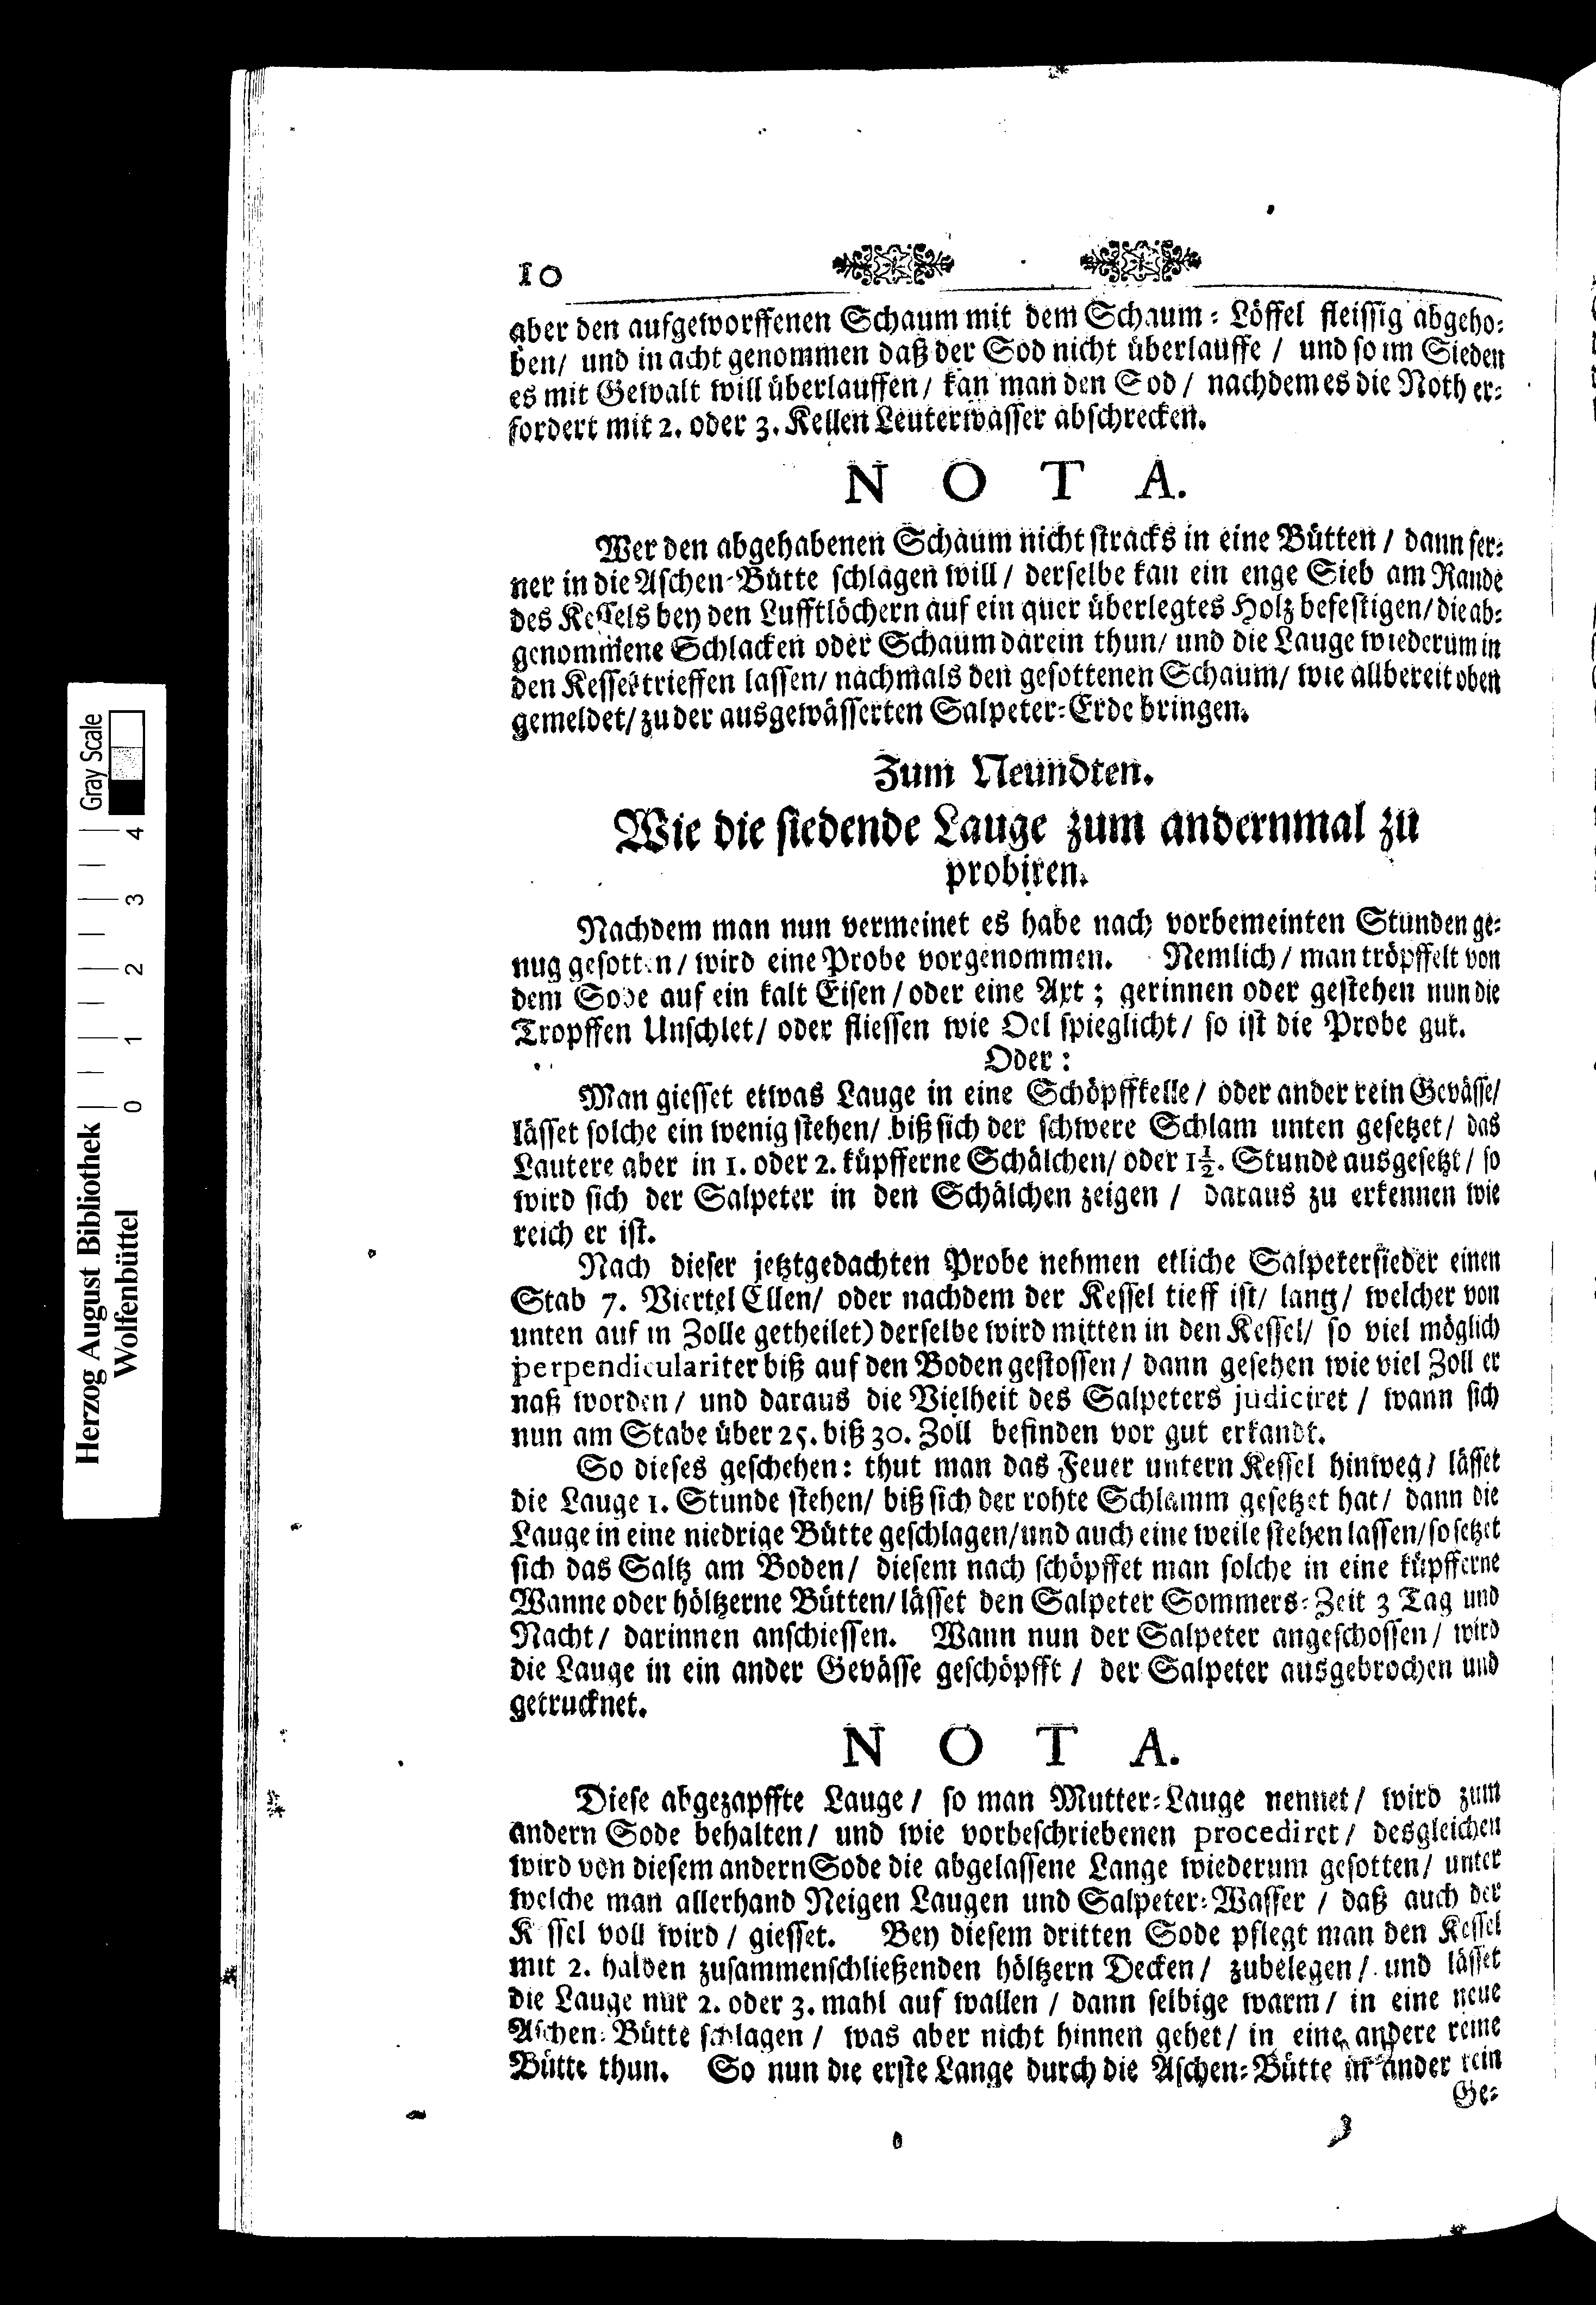 10
aber den aufgeworffenen Schaum mit dem Schaum-Löffel fleissig abgeho-
ben/ und in acht genommen daß der Sod nicht überlauffe / und so im Sieden
es mit Gewalt will überlauffen/ kan man den Sod / nachdem es die Noth er-
fordert mit 2. oder 3. Kellen Leuterwasser abschrecken.
N O T A.
Wer den abgehabenen Schaum nicht stracks in eine Bütten / dann fer-
ner in die Aschen-Bütte schlagen will / derselbe kan ein enge Sieb am Rande
des Kessels bey den Lufftlöchern auf ein quer überlegtes Holz befestigen/ die ab-
genommene Schlacken oder Schaum darein thun/ und die Lauge wiederum in
den Kessel trieffen lassen/ nachmals den gesottenen Schaum/ wie allbereit oben
gemeldet/ zu der ausgewässerten Salpeter-Erde bringen.
Zum Neundten.
Wie die siedende Lauge zum andernmal zu
probiren.
Nachdem man nun vermeinet es habe nach vorbemeinten Stunden ge-
nug gesotten / wird eine Probe vorgenommen. Nemlich / man tröpffelt von
dem Sode auf ein kalt Eisen / oder eine Axt ; gerinnen oder gestehen nun die
Tropffen Unschlet/ oder fliessen wie Oel spieglicht / so ist die Probe gut.
Oder :
Man giesset etwas Lauge in eine Schöpffkelle / oder ander rein Gevässe/
lässet solche ein wenig stehen/ biß sich der schwere Schlam unten gesetzet / das
Lautere aber in 1. oder 2. küpfferne Schälchen/ oder 1½. Stunde ausgesetzt / so
wird sich der Salpeter in den Schälchen zeigen / daraus zu erkennen wie
reich er ist.
Nach dieser jetztgedachten Probe nehmen etliche Salpetersieder einen
Stab 7. Viertel Ellen/ oder nachdem der Kessel tieff ist/ lang/ welcher von
unten auf in Zolle getheilet) derselbe wird mitten in den Kessel/ so viel möglich
perpendiculariter biß auf den Boden gestossen / dann gesehen wie viel Zoll er
naß worden / und daraus die Vielheit des Salpeters judiciret / wann sich
nun am Stabe über 25. biß 30. Zoll befinden vor gut erkandt.
So dieses geschehen: thut man das Feuer untern Kessel hinweg / lässet
die Lauge 1. Stunde stehen/ biß sich der rohte Schlamm gesetzet hat/ dann die
Lauge in eine niedrige Bütte geschlagen/ und auch eine weile stehen lassen/ so setzet
sich das Saltz am Boden/ diesem nach schöpffet man solche in eine küpfferne
Wanne oder höltzerne Bütten/ lässet den Salpeter Sommers-Zeit 3 Tag und
Nacht/ darinnen anschiessen. Wann nun der Salpeter angeschossen / wird
die Lauge in ein ander Gevässe geschöpfft / der Salpeter ausgebrochen und
getrucknet.
N O T A.
Diese abgezapffte Lauge / so man Mutter-Lauge nennet/ wird zum
andern Sode behalten/ und wie vorbeschriebenen procediret/ desgleichen
wird von diesem andern Sode die abgelassene Lange wiederum gesotten/ unter
welche man allerhand Neigen Laugen und Salpeter-Wasser / daß auch der
K ssel voll wird / giesset. Bey diesem dritten Sode pflegt man den Kessel
mit 2. halben zusammenschließenden höltzern Decken/ zubelegen/ und lässet
die Lauge nur 2. oder 3. mahl auf wallen / dann selbige warm / in eine neue
Aschen-Bütte schlagen / was aber nicht hinnen gehet/ in eine andere reine
Bütte thun. So nun die erste Lange durch die Aschen-Bütte in ander rein
Ge-
Herzog August Bibliothek
Wolfenbüttel
0 1 2 3 4
Gray Scale